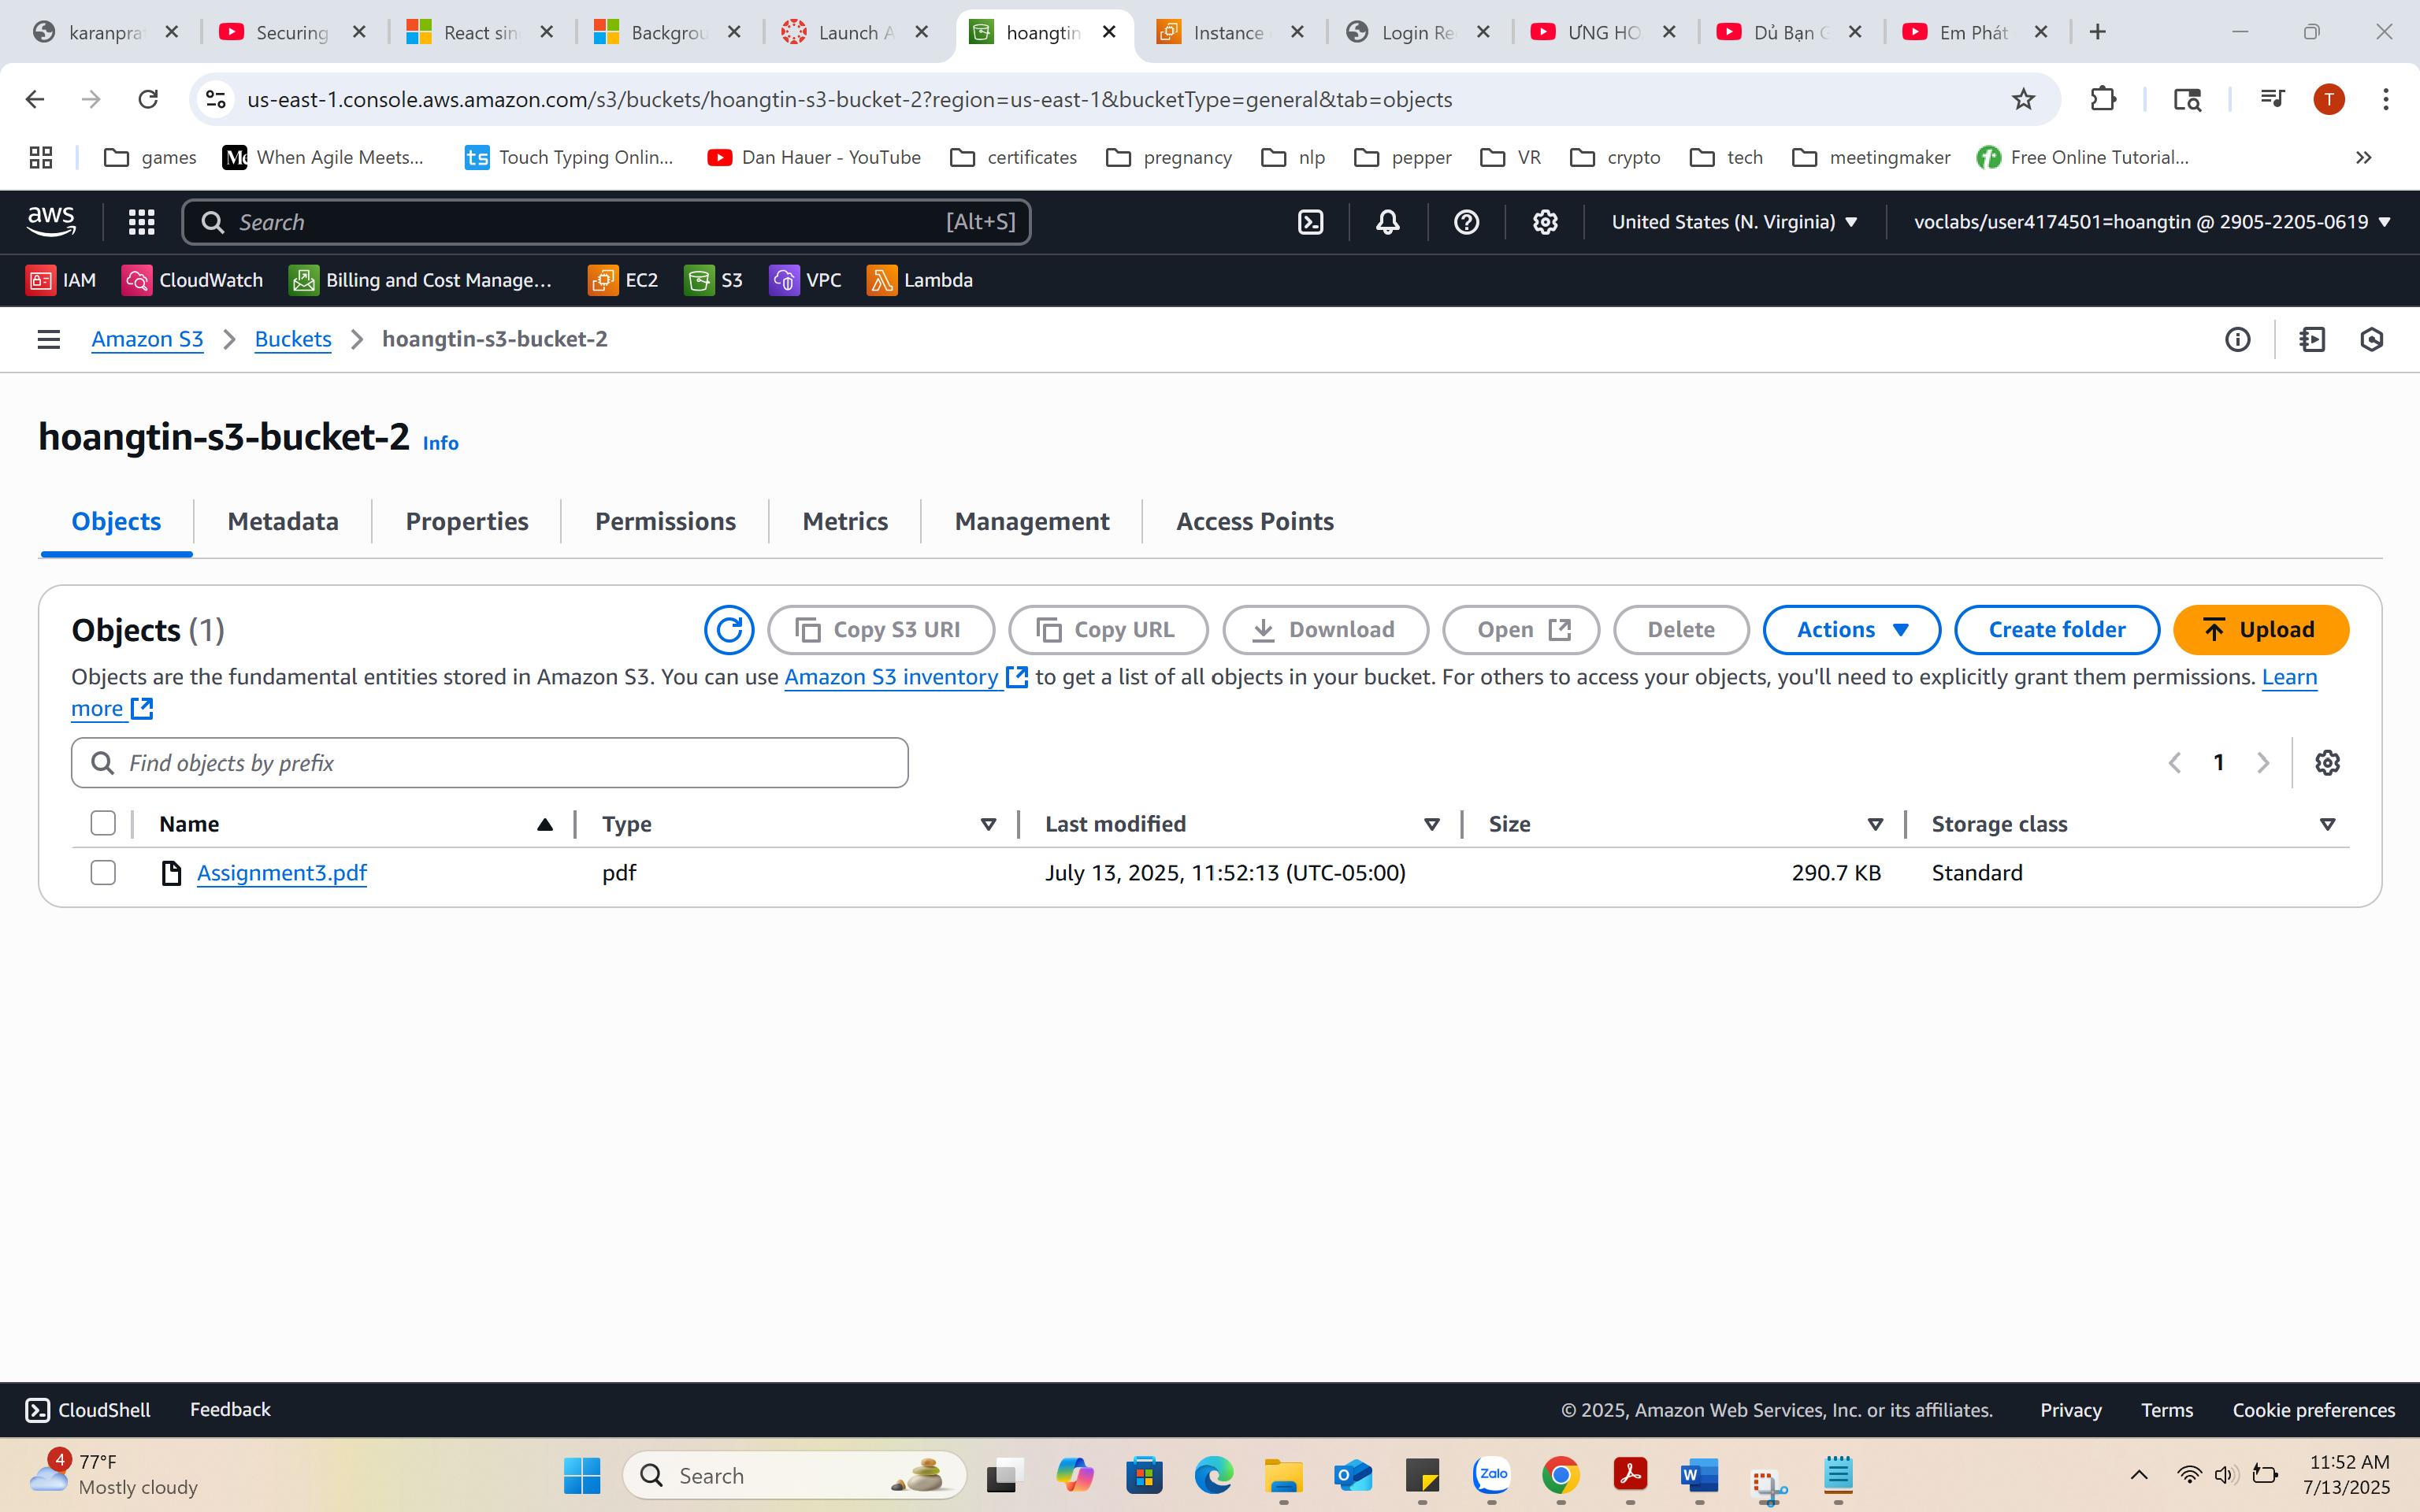 karanpra
Securing
React sin
Backgrou
Launch A
hoangtin
Instance
Login Re
ƯNG HO
Dủ Bạn G
Em Phát
us-east-1.console.aws.amazon.com/s3/buckets/hoangtin-s3-bucket-2?region=us-east-1&bucketType=general&tab=objects
T
games
Me
When Agile Meets...
ts
Touch Typing Onlin...
Dan Hauer - YouTube
certificates
pregnancy
nlp
pepper
VR
crypto
tech
meetingmaker
Free Online Tutorial...
aws
Search
[Alt+S]
United States (N. Virginia)
voclabs/user4174501=hoangtin @ 2905-2205-0619
IAM
CloudWatch
Billing and Cost Manage...
EC2
S3
VPC
Lambda
Amazon S3
Buckets
hoangtin-s3-bucket-2
hoangtin-s3-bucket-2 Info
Objects
Metadata
Properties
Permissions
Metrics
Management
Access Points
Objects (1)
Copy S3 URI
Copy URL
Download
Open
Delete
Actions
Create folder
Upload
Objects are the fundamental entities stored in Amazon S3. You can use Amazon S3 inventory to get a list of all objects in your bucket. For others to access your objects, you'll need to explicitly grant them permissions. Learn
more
Find objects by prefix
1
Name
Type
Last modified
Size
Storage class
Assignment3.pdf
pdf
July 13, 2025, 11:52:13 (UTC-05:00)
290.7 KB
Standard
CloudShell
Feedback
© 2025, Amazon Web Services, Inc. or its affiliates.
Privacy
Terms
Cookie preferences
4
77°F
Mostly cloudy
Search
Zalo
11:52 AM
7/13/2025